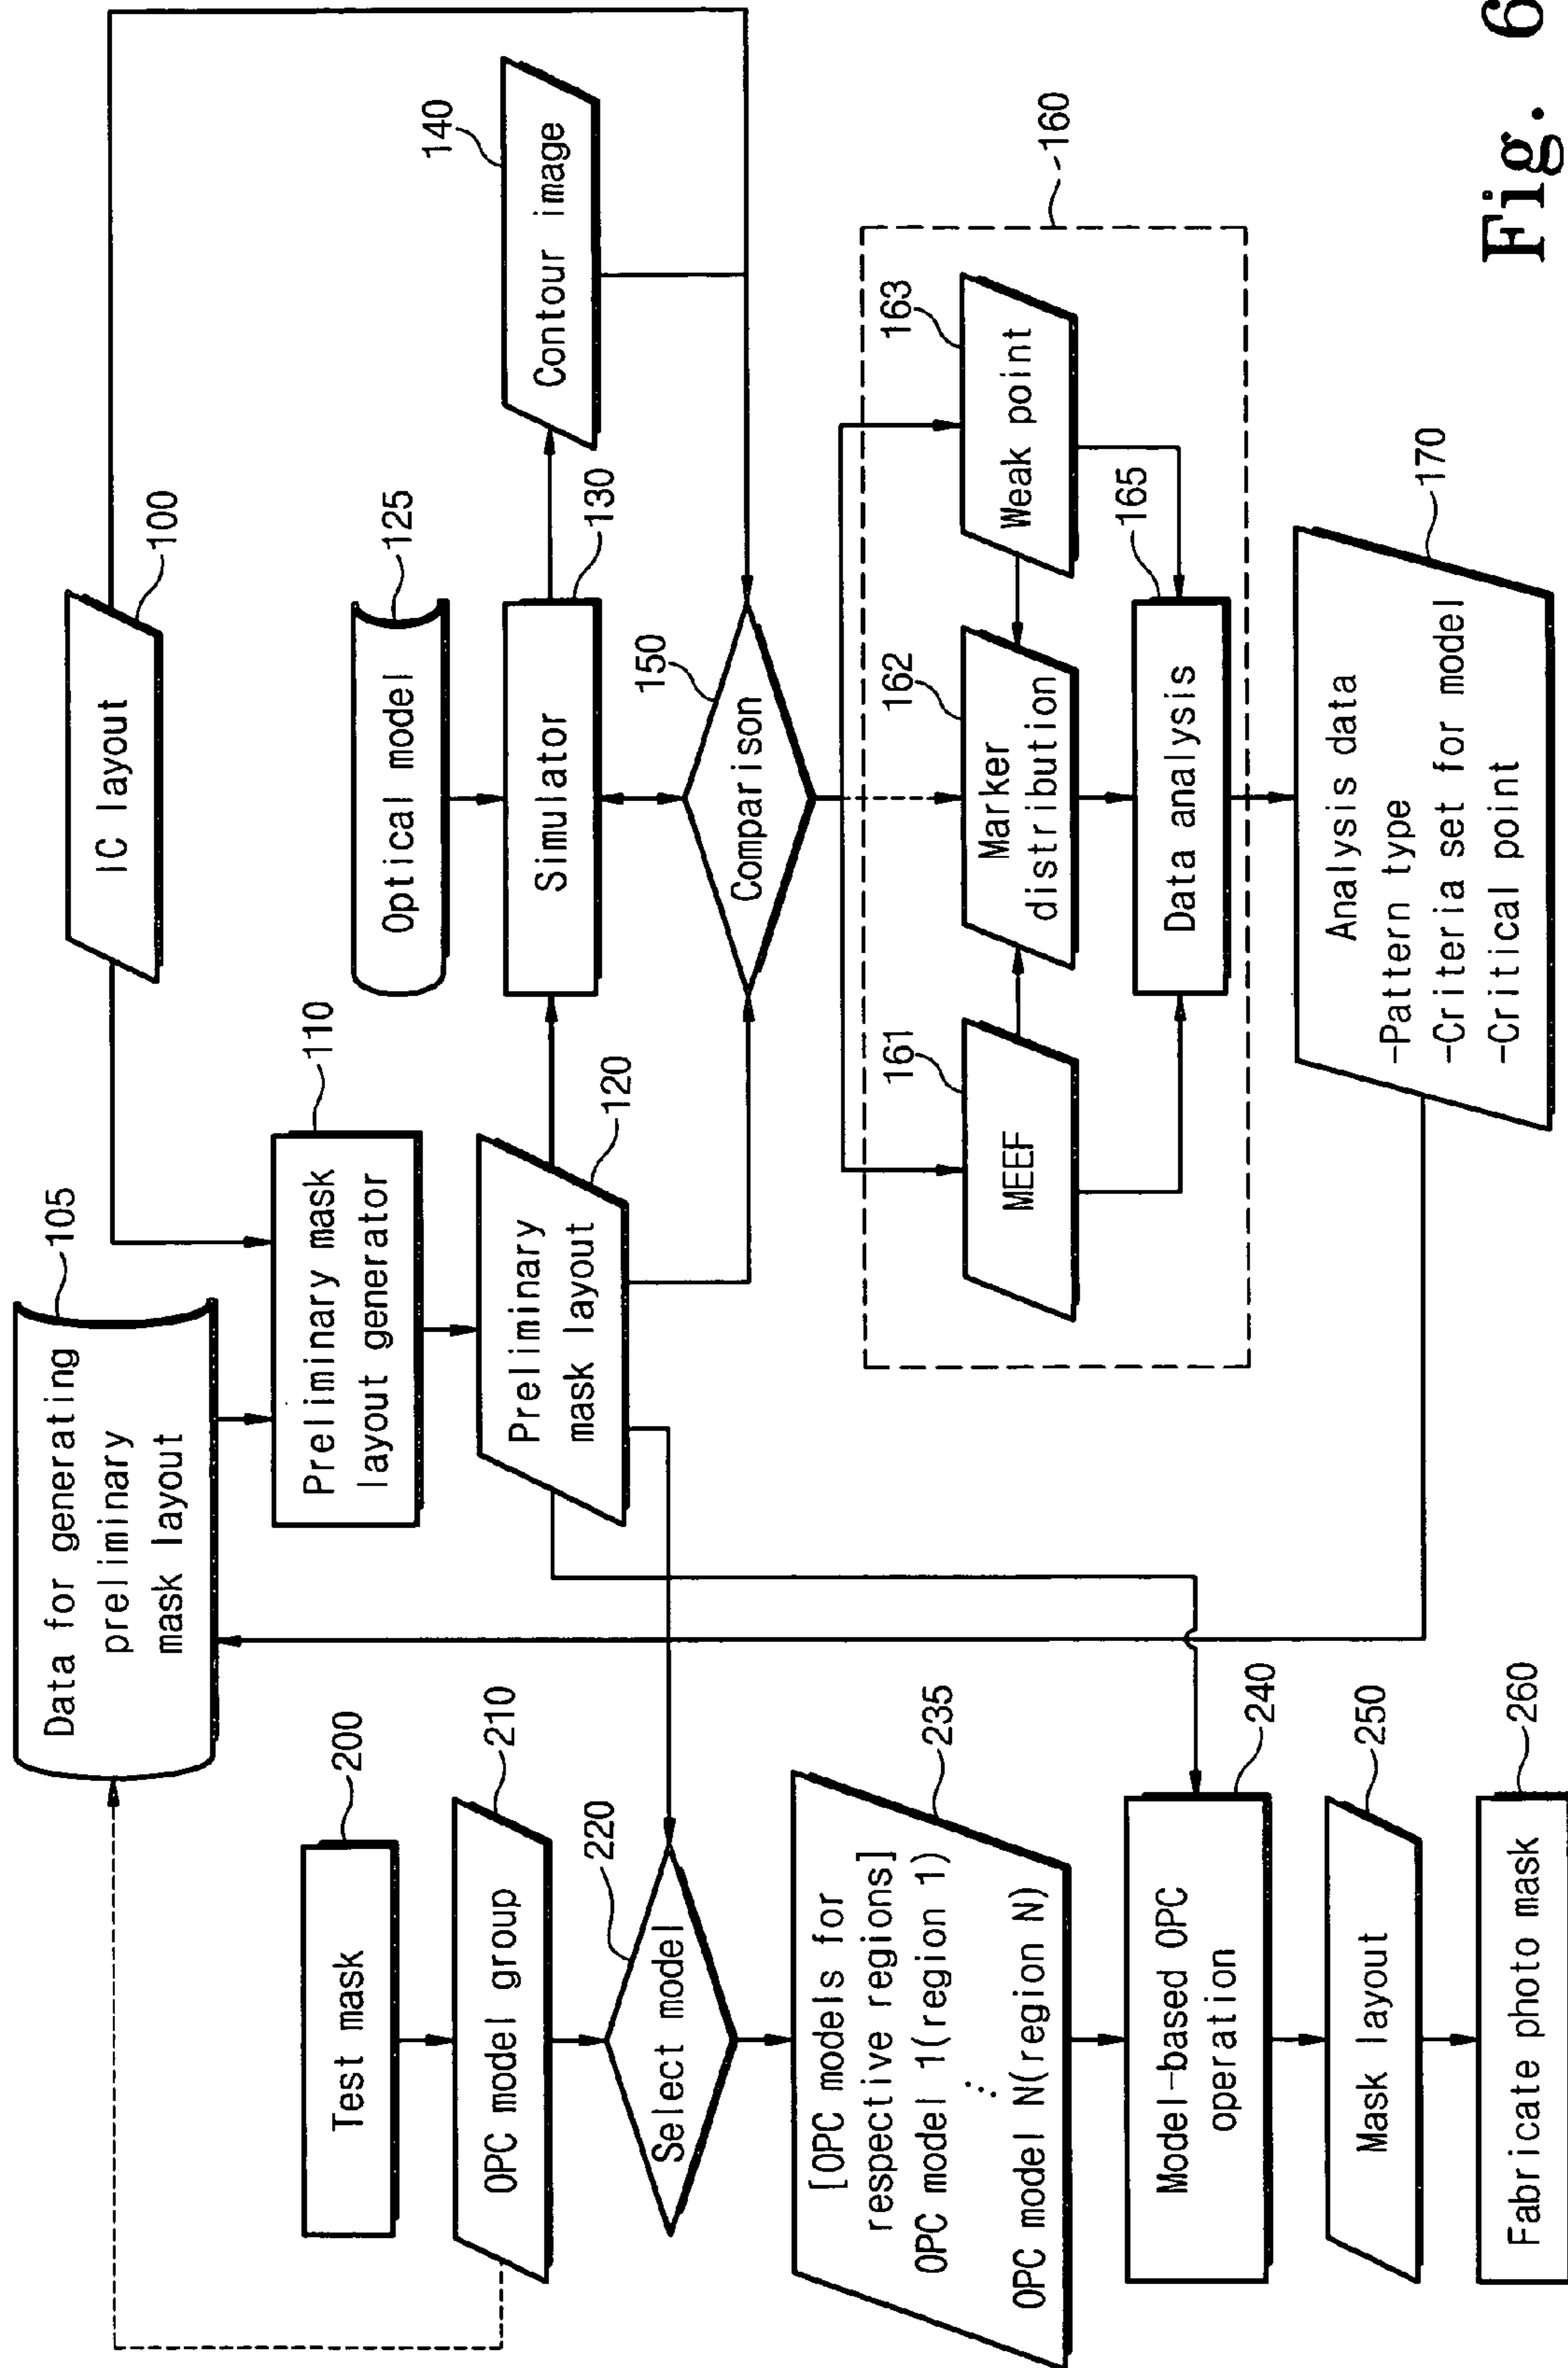 IC layout
100
Data for generating
preliminary
mask layout
105
Preliminary mask
layout generator
110
Preliminary
mask layout
120
Optical model
125
Simulator
130
Contour image
140
Comparison
150
160
MEEF
161
Marker
distribution
162
Weak point
163
Data analysis
165
Analysis data
-Pattern type
-Criteria set for model
-Critical point
170
Test mask
200
OPC model group
210
Select model
220
[OPC models for
respective regions]
OPC model 1(region 1)
⋮
OPC model N(region N)
235
Model-based OPC
operation
240
Mask layout
250
Fabricate photo mask
260
Fig. 6